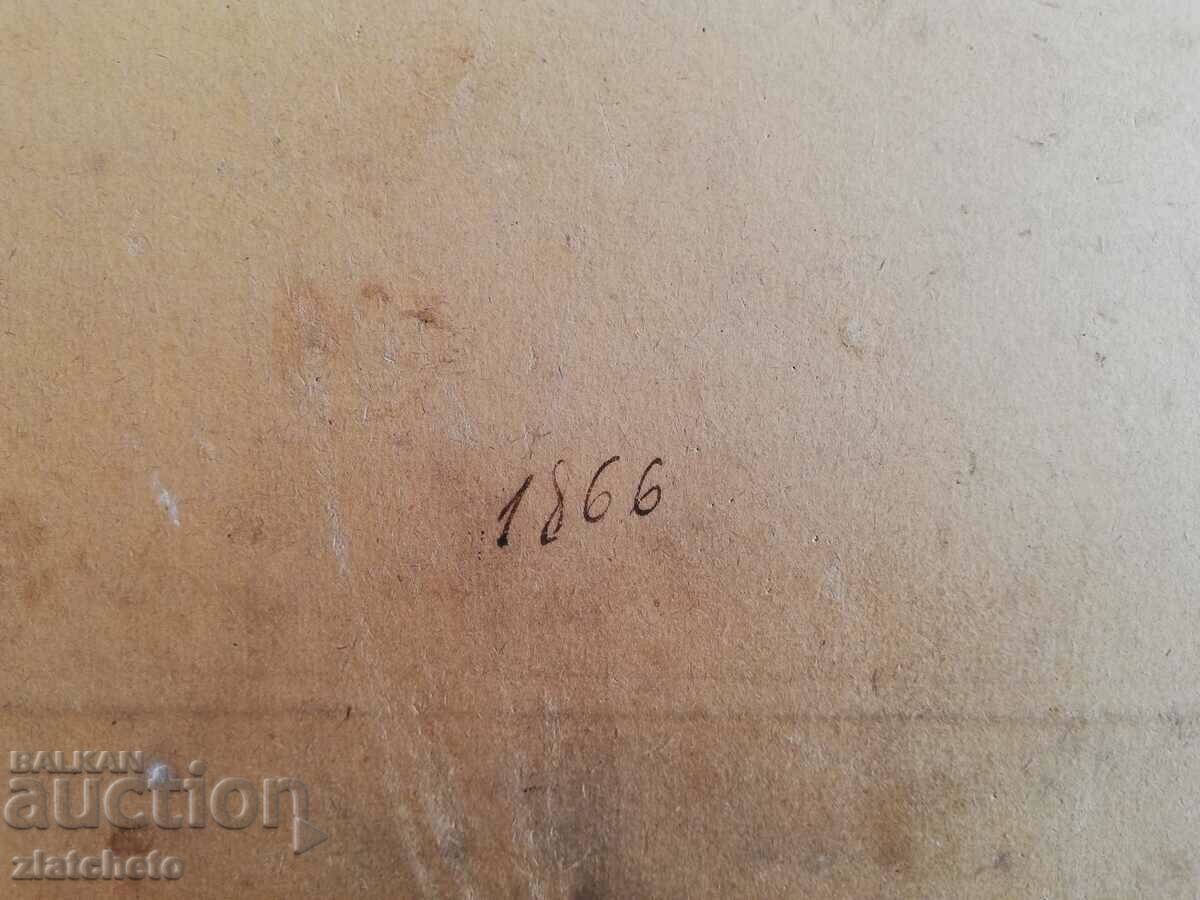 1866
BALKAN
auction
zlatcheto